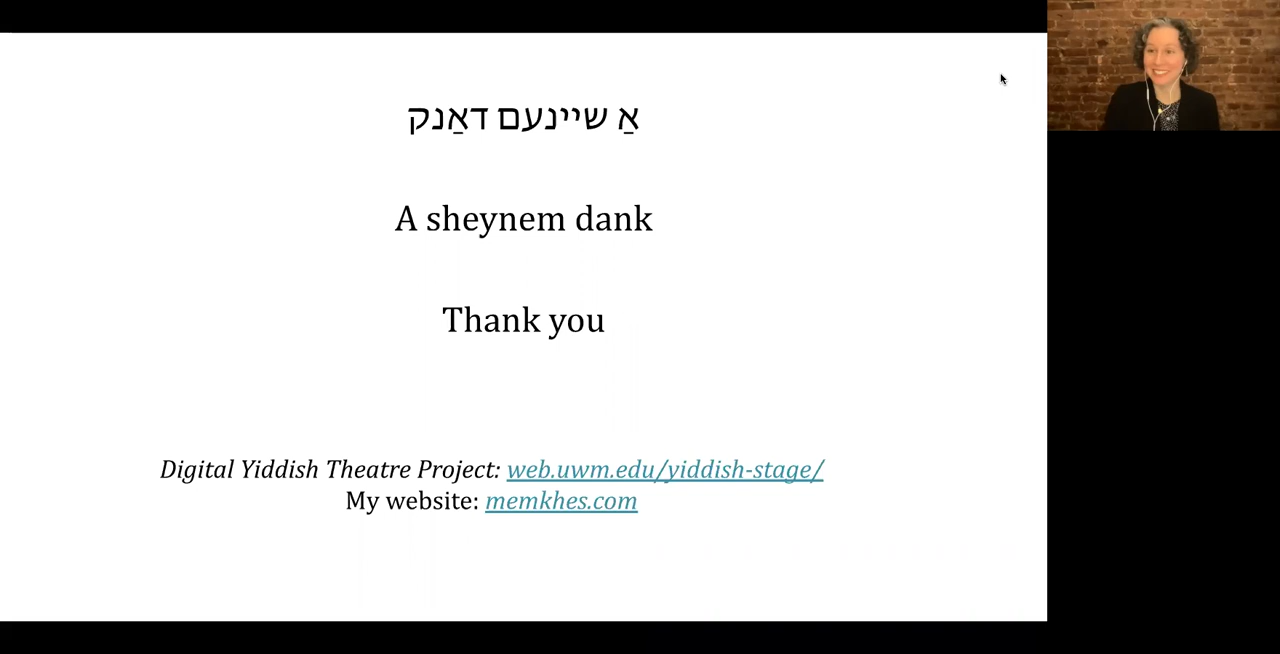 אַ שיינעם דאַנק
A sheynem dank
Thank you
Digital Yiddish Theatre Project: web.uwm.edu/yiddish-stage/
My website: memkhes.com